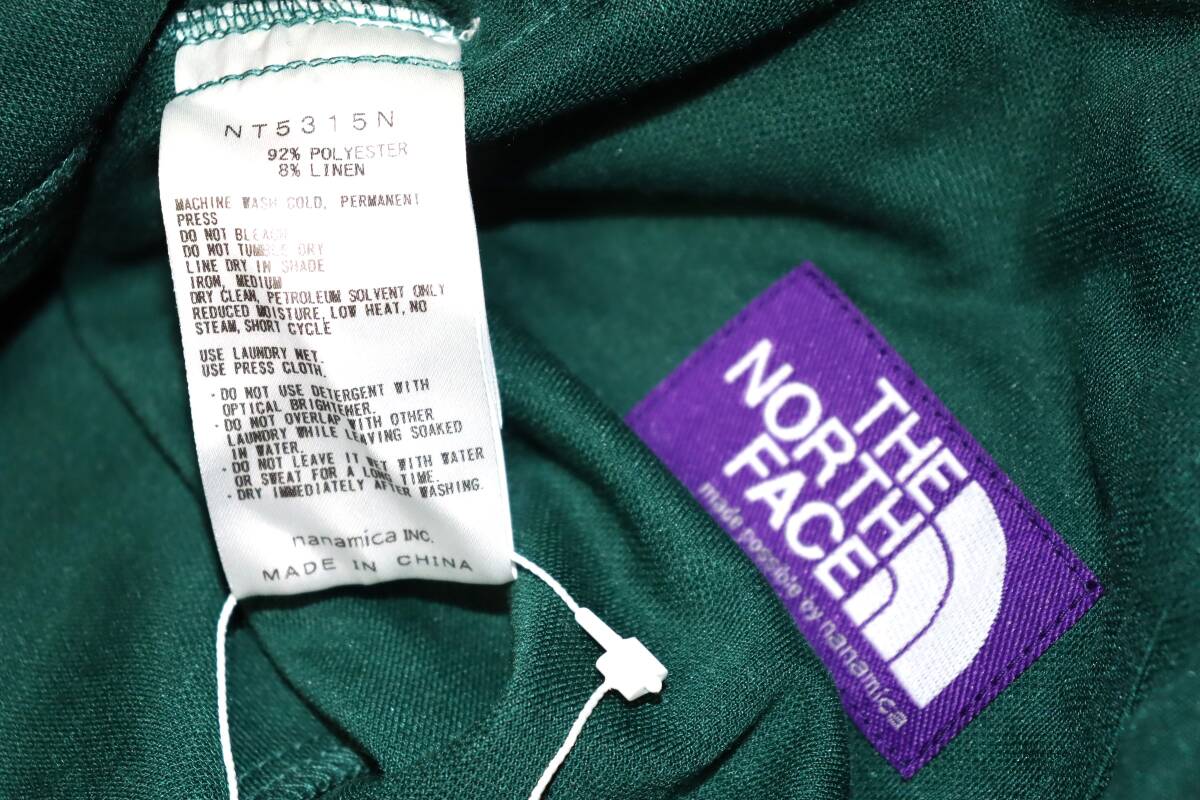 NT5315N
92% POLYESTER
8% LINEN
MACHINE WASH COLD, PERMANENT
PRESS
DO NOT BLEACH
DO NOT TUMBLE DRY
LINE DRY IN SHADE
IRON, MEDIUM
DRY CLEAN, PETROLEUM SOLVENT ONLY
REDUCED MOISTURE, LOW HEAT, NO
STEAM, SHORT CYCLE
USE LAUNDRY NET.
USE PRESS CLOTH.
・DO NOT USE DETERGENT WITH
OPTICAL BRIGHTENER.
・DO NOT OVERLAP WITH OTHER
LAUNDRY WHILE LEAVING SOAKED
IN WATER.
・DO NOT LEAVE IT WET WITH WATER
OR SWEAT FOR A LONG TIME.
・DRY IMMEDIATELY AFTER WASHING.
nanamica INC.
MADE IN CHINA
THE
NORTH
FACE
made possible by nanamica